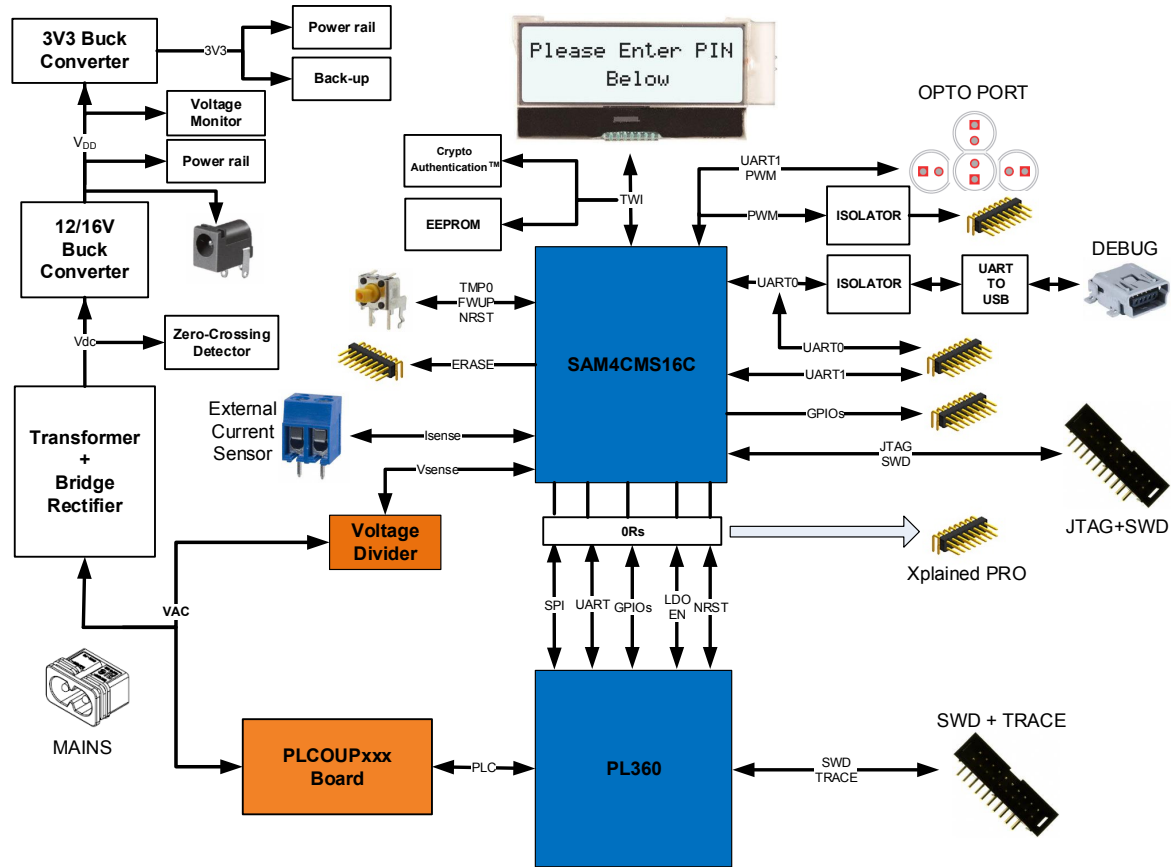 3V3 Buck
Converter
3V3
Power rail
Back-up
Voltage
Monitor
VDD
Power rail
12/16V
Buck
Converter
Vdc
Zero-Crossing
Detector
Transformer
+
Bridge
Rectifier
VAC
MAINS
Please Enter PIN
Below
Crypto
Authentication™
EEPROM
TWI
TMP0
FWUP
NRST
ERASE
External
Current
Sensor
Isense
Vsense
Voltage
Divider
SAM4CMS16C
OPTO PORT
UART1
PWM
PWM
ISOLATOR
DEBUG
UART0
ISOLATOR
UART
TO
USB
UART0
UART1
GPIOs
JTAG
SWD
JTAG+SWD
0Rs
Xplained PRO
SPI
UART
GPIOs
LDO
EN
NRST
PLCOUPxxx
Board
PLC
PL360
SWD
TRACE
SWD + TRACE